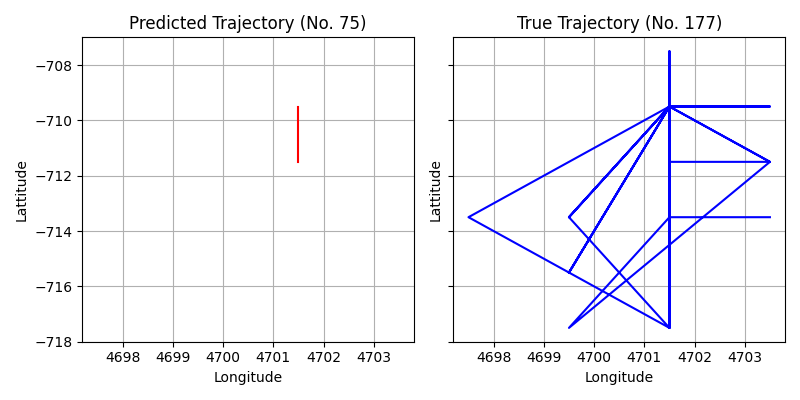 Predicted Trajectory (No. 75)
True Trajectory (No. 177)
Lattitude
−708
−710
−712
−714
−716
−718
4698 4699 4700 4701 4702 4703
Longitude
Lattitude
4698 4699 4700 4701 4702 4703
Longitude